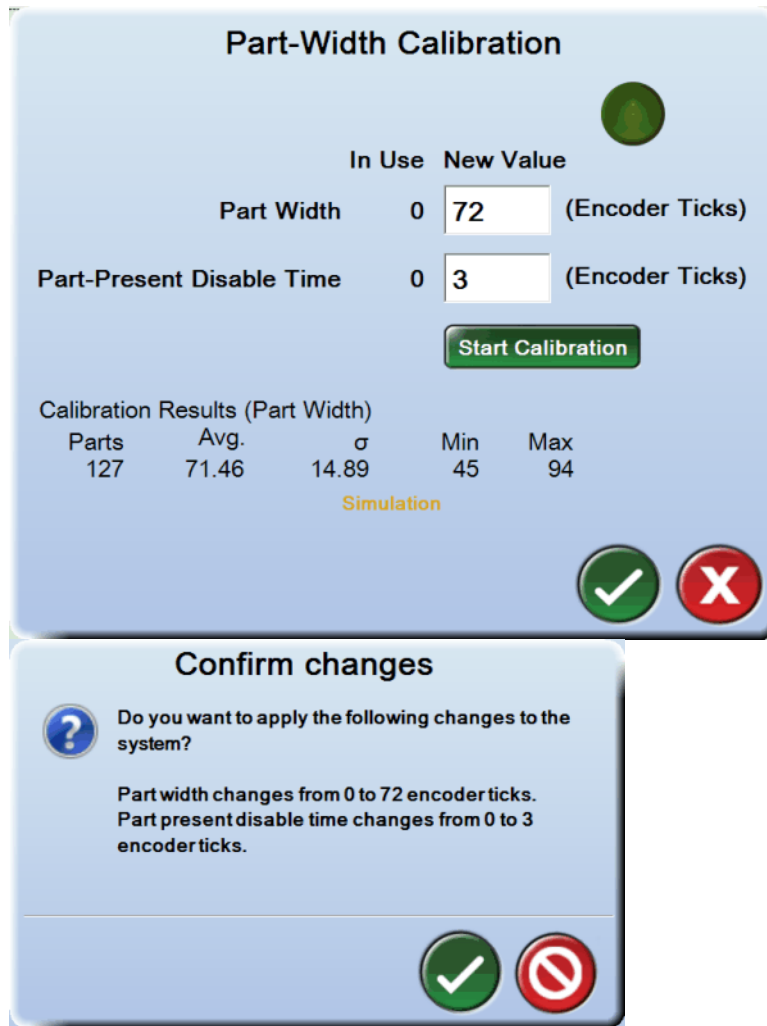 Part-Width Calibration
In Use New Value
Part Width 0 72 (Encoder Ticks)
Part-Present Disable Time 0 3 (Encoder Ticks)
Start Calibration
Calibration Results (Part Width)
Parts Avg. σ Min Max
127 71.46 14.89 45 94
Simulation
Confirm changes
Do you want to apply the following changes to the
system?
Part width changes from 0 to 72 encoder ticks.
Part present disable time changes from 0 to 3
encoder ticks.